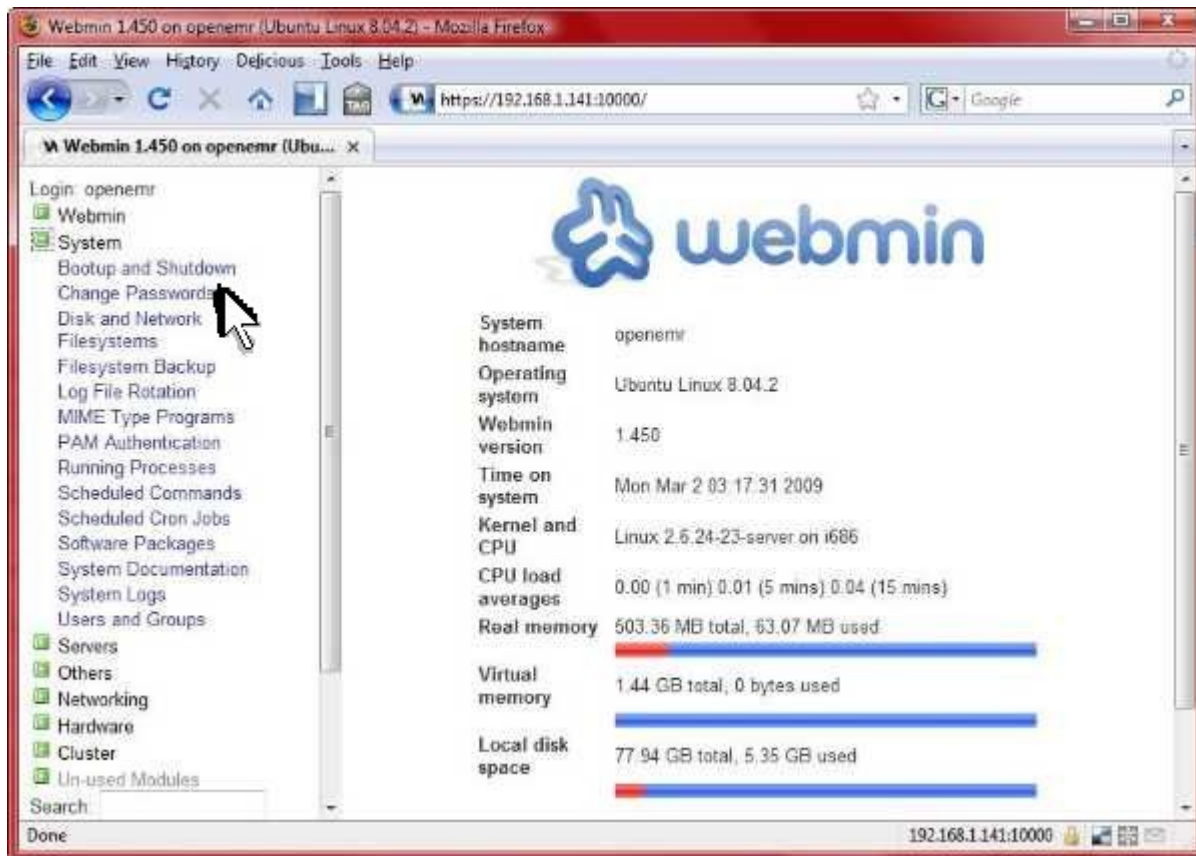 Webmin 1.450 on openemr (Ubuntu Linux 8.04.2) - Mozilla Firefox
File Edit View History Delicious Tools Help
https://192.168.1.141:10000/
G Google
Webmin 1.450 on openemr (Ubu...
Login: openemr
Webmin
System
Bootup and Shutdown
Change Passwords
Disk and Network
Filesystems
Filesystem Backup
Log File Rotation
MIME Type Programs
PAM Authentication
Running Processes
Scheduled Commands
Scheduled Cron Jobs
Software Packages
System Documentation
System Logs
Users and Groups
Servers
Others
Networking
Hardware
Cluster
Un-used Modules
Search:
webmin
System
hostname
openemr
Operating
system
Ubuntu Linux 8.04.2
Webmin
version
1.450
Time on
system
Mon Mar 2 03:17:31 2009
Kernel and
CPU
Linux 2.6.24-23-server on i686
CPU load
averages
0.00 (1 min) 0.01 (5 mins) 0.04 (15 mins)
Real memory 503.36 MB total, 63.07 MB used
Virtual
memory
1.44 GB total, 0 bytes used
Local disk
space
77.94 GB total, 5.35 GB used
Done
192.168.1.141:10000